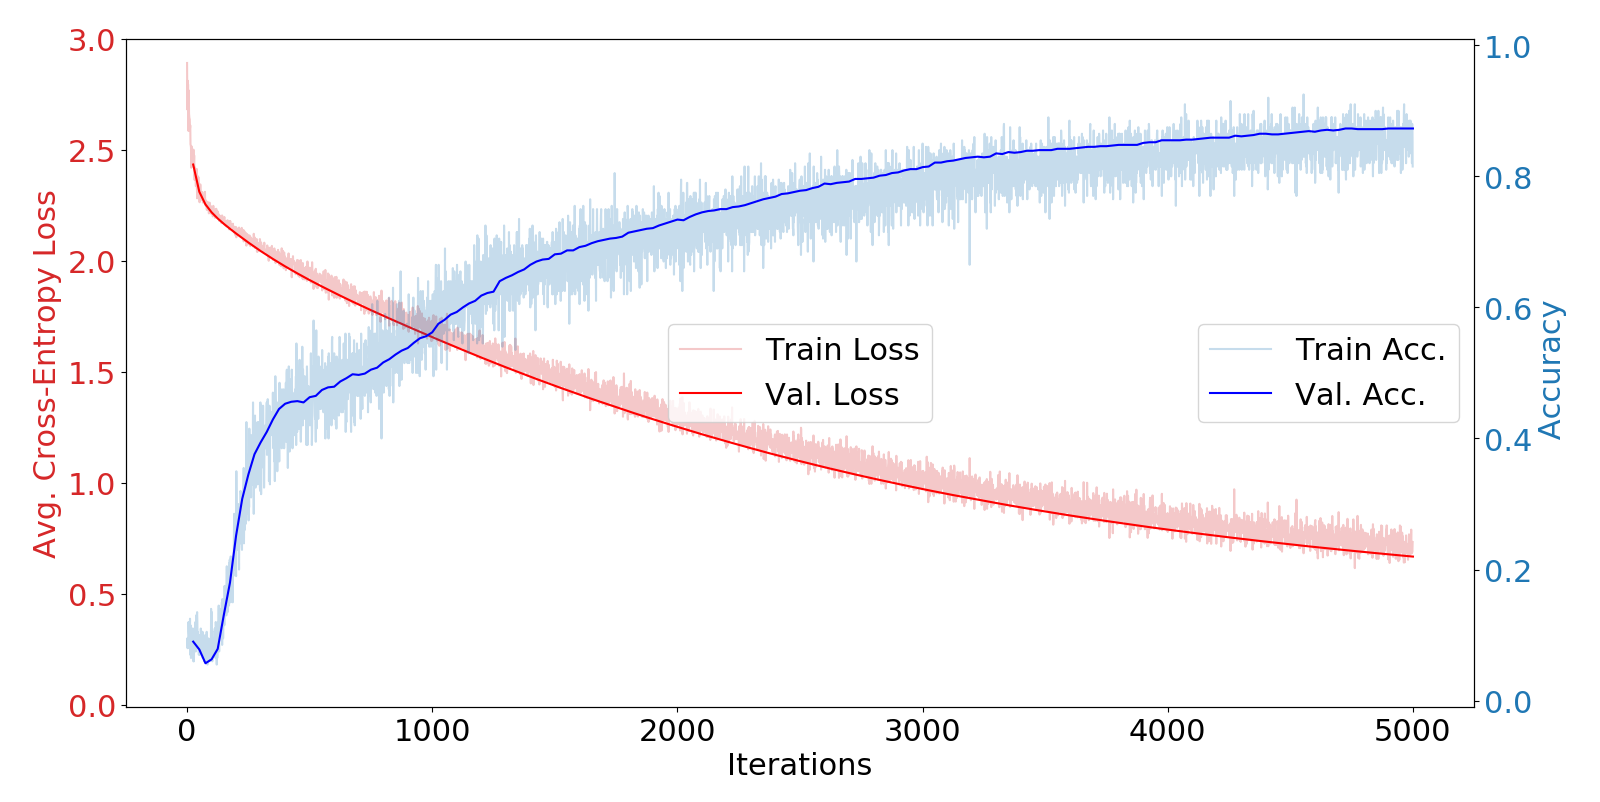 3.0
2.5
2.0
1.5
1.0
0.5
0.0
Avg. Cross-Entropy Loss
1.0
0.8
0.6
0.4
0.2
0.0
Accuracy
Train Loss
Val. Loss
Train Acc.
Val. Acc.
0 1000 2000 3000 4000 5000
Iterations